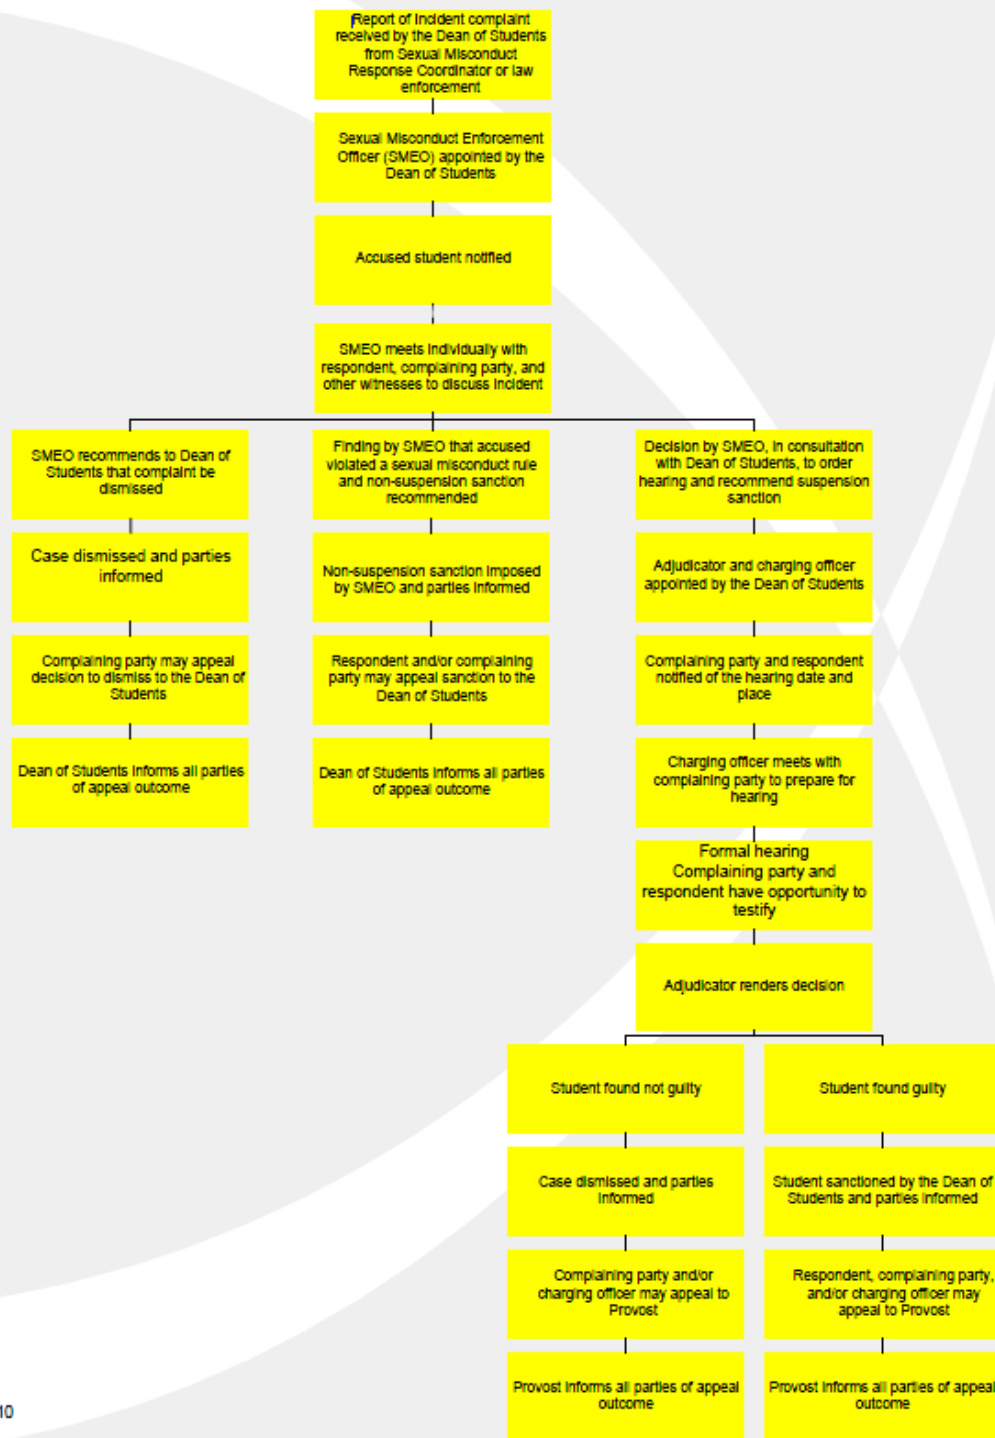 Report of Incident complaint
received by the Dean of Students
from Sexual Misconduct
Response Coordinator or law
enforcement
Sexual Misconduct Enforcement
Officer (SMEO) appointed by the
Dean of Students
Accused student notified
SMEO meets individually with
respondent, complaining party, and
other witnesses to discuss incident
SMEO recommends to Dean of
Students that complaint be
dismissed
Case dismissed and parties
informed
Complaining party may appeal
decision to dismiss to the Dean of
Students
Dean of Students informs all parties
of appeal outcome
Finding by SMEO that accused
violated a sexual misconduct rule
and non-suspension sanction
recommended
Non-suspension sanction imposed
by SMEO and parties informed
Respondent and/or complaining
party may appeal sanction to the
Dean of Students
Dean of Students informs all parties
of appeal outcome
Decision by SMEO, in consultation
with Dean of Students, to order
hearing and recommend suspension
sanction
Adjudicator and charging officer
appointed by the Dean of Students
Complaining party and respondent
notified of the hearing date and
place
Charging officer meets with
complaining party to prepare for
hearing
Formal hearing
Complaining party and
respondent have opportunity to
testify
Adjudicator renders decision
Student found not guilty
Case dismissed and parties
informed
Complaining party and/or
charging officer may appeal to
Provost
Provost informs all parties of appeal
outcome
Student found guilty
Student sanctioned by the Dean of
Students and parties informed
Respondent, complaining party,
and/or charging officer may
appeal to Provost
Provost informs all parties of appeal
outcome
10